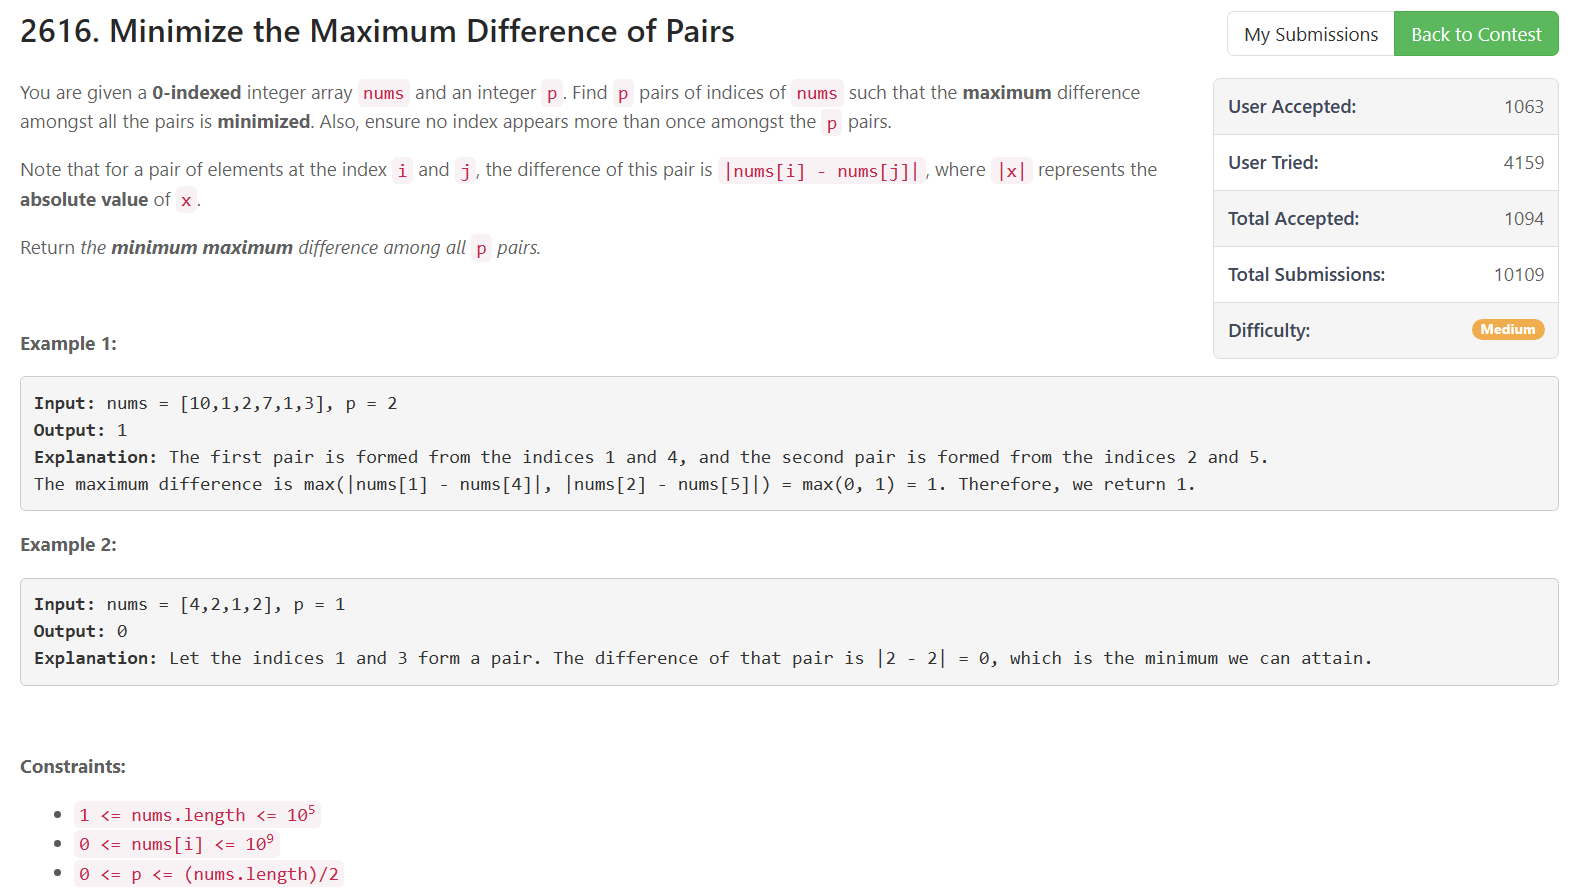 2616. Minimize the Maximum Difference of Pairs
My Submissions Back to Contest
You are given a 0-indexed integer array nums and an integer p. Find p pairs of indices of nums such that the maximum difference
amongst all the pairs is minimized. Also, ensure no index appears more than once amongst the p pairs.
Note that for a pair of elements at the index i and j, the difference of this pair is |nums[i] - nums[j]|, where |x| represents the
absolute value of x.
Return the minimum maximum difference among all p pairs.
User Accepted: 1063
User Tried: 4159
Total Accepted: 1094
Total Submissions: 10109
Difficulty: Medium
Example 1:
Input: nums = [10,1,2,7,1,3], p = 2
Output: 1
Explanation: The first pair is formed from the indices 1 and 4, and the second pair is formed from the indices 2 and 5.
The maximum difference is max(|nums[1] - nums[4]|, |nums[2] - nums[5]|) = max(0, 1) = 1. Therefore, we return 1.
Example 2:
Input: nums = [4,2,1,2], p = 1
Output: 0
Explanation: Let the indices 1 and 3 form a pair. The difference of that pair is |2 - 2| = 0, which is the minimum we can attain.
Constraints:
• 1 <= nums.length <= 10⁵
• 0 <= nums[i] <= 10⁹
• 0 <= p <= (nums.length)/2